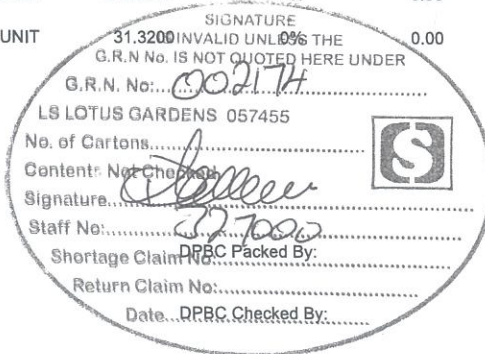 SIGNATURE
UNIT 31.3200 INVALID UNLESS THE 0% 0.00
G.R.N No. IS NOT QUOTED HERE UNDER
G.R.N. No:...002174
LS LOTUS GARDENS 057455
No. of Cartons
Contents Not Checked
Signature
Staff No: 327000
Shortage Claim No:
DPBC Packed By:
Return Claim No:
Date
DPBC Checked By:
S